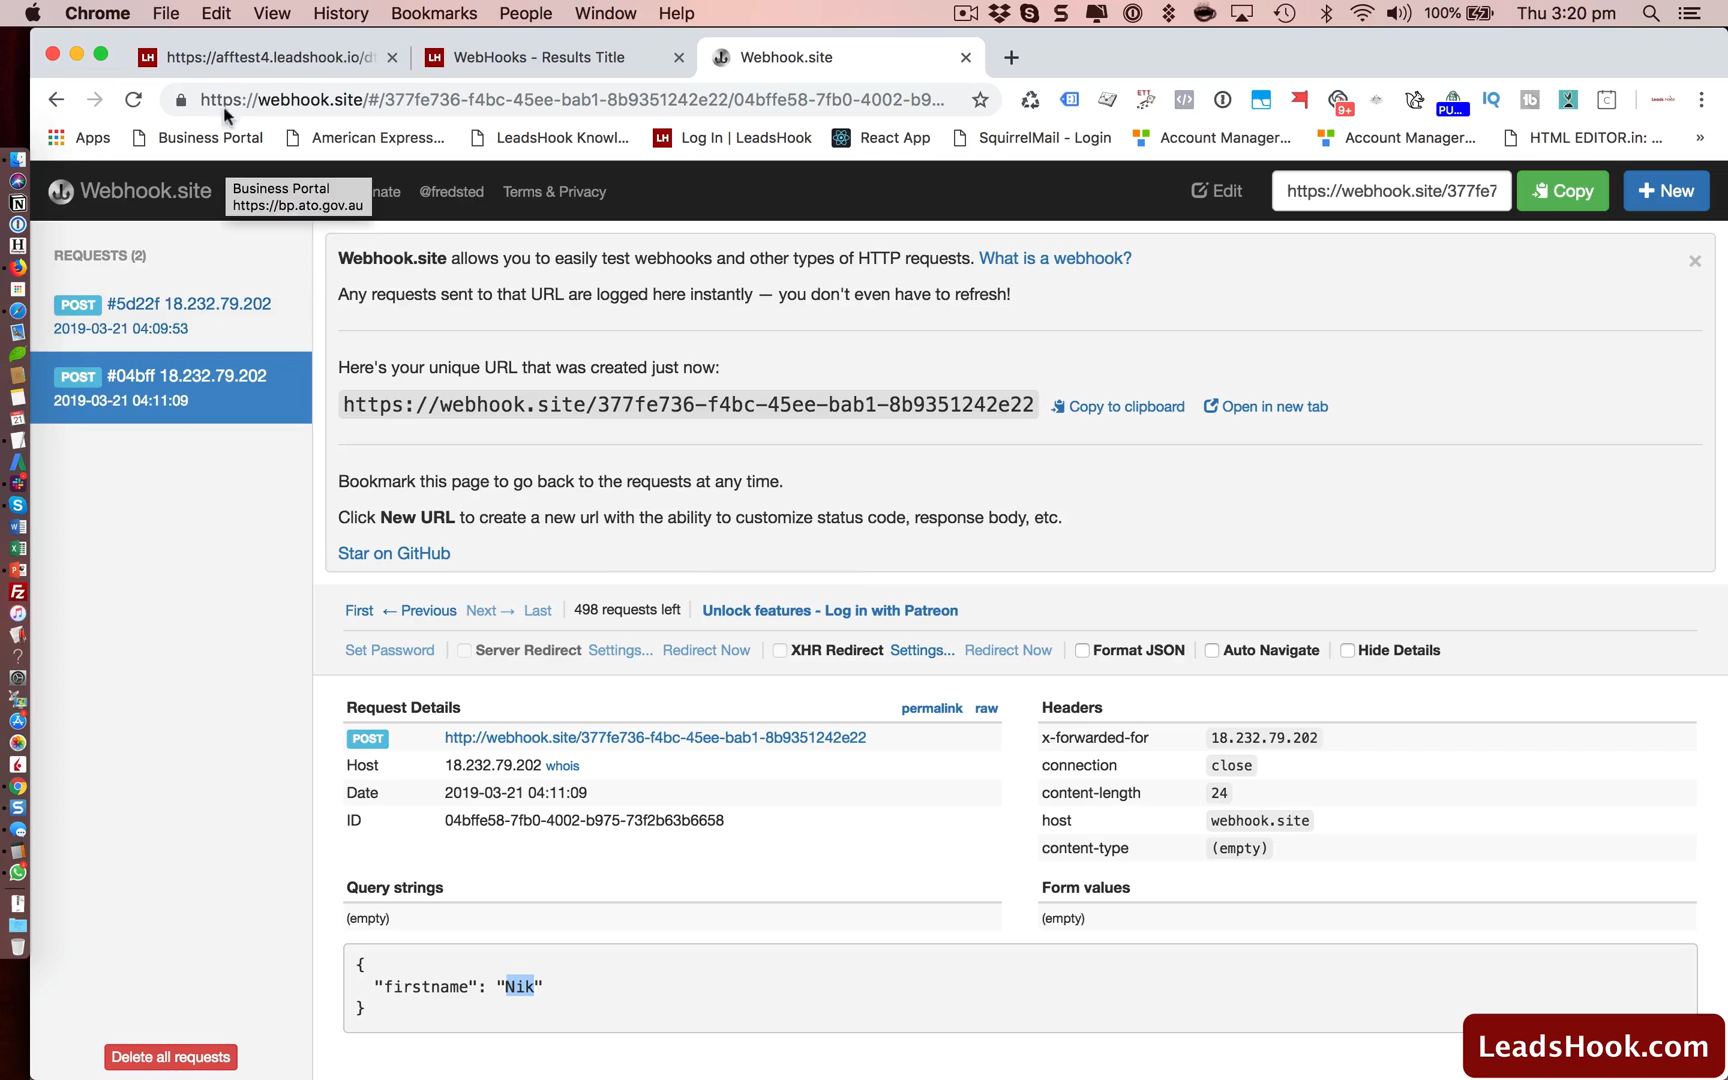 Chrome File Edit View History Bookmarks People Window Help 100% Thu 3:20 pm
LH https://afftest4.leadshook.io/dt LH WebHooks - Results Title Webhook.site
https://webhook.site/#/377fe736-f4bc-45ee-bab1-8b9351242e22/04bffe58-7fb0-4002-b9... ETT 9+ PU... IQ
Apps Business Portal American Express... LeadsHook Knowl... LH Log In | LeadsHook React App SquirrelMail - Login Account Manager... Account Manager... HTML EDITOR.in: ... »
Webhook.site nate @fredsted Terms & Privacy Edit https://webhook.site/377fe7 Copy + New
Business Portal
https://bp.ato.gov.au
REQUESTS (2)
POST #5d22f 18.232.79.202
2019-03-21 04:09:53
POST #04bff 18.232.79.202
2019-03-21 04:11:09
Delete all requests
Webhook.site allows you to easily test webhooks and other types of HTTP requests. What is a webhook?
Any requests sent to that URL are logged here instantly — you don't even have to refresh!
Here's your unique URL that was created just now:
https://webhook.site/377fe736-f4bc-45ee-bab1-8b9351242e22 Copy to clipboard Open in new tab
Bookmark this page to go back to the requests at any time.
Click New URL to create a new url with the ability to customize status code, response body, etc.
Star on GitHub
First ← Previous Next → Last 498 requests left Unlock features - Log in with Patreon
Set Password Server Redirect Settings... Redirect Now XHR Redirect Settings... Redirect Now Format JSON Auto Navigate Hide Details
Request Details permalink raw
POST http://webhook.site/377fe736-f4bc-45ee-bab1-8b9351242e22
Host 18.232.79.202 whois
Date 2019-03-21 04:11:09
ID 04bffe58-7fb0-4002-b975-73f2b63b6658
Headers
x-forwarded-for 18.232.79.202
connection close
content-length 24
host webhook.site
content-type (empty)
Query strings
(empty)
Form values
(empty)
{
"firstname": "Nik"
}
LeadsHook.com